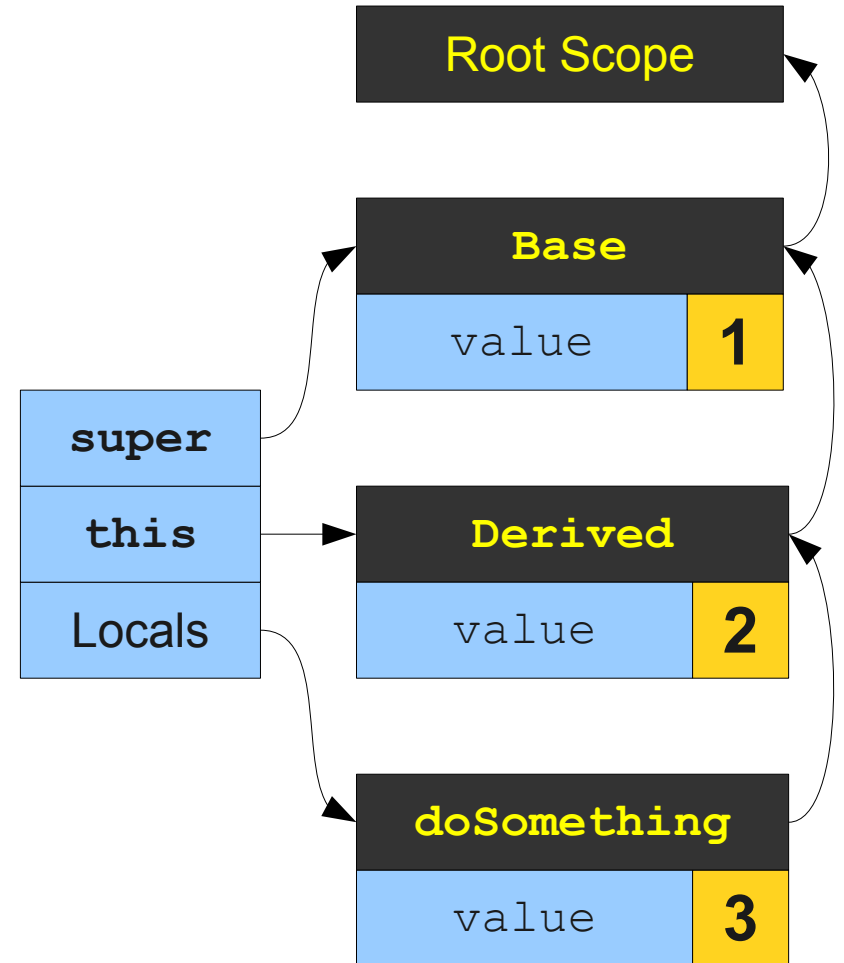 Root Scope
Base
value 1
super
this
Locals
Derived
value 2
doSomething
value 3